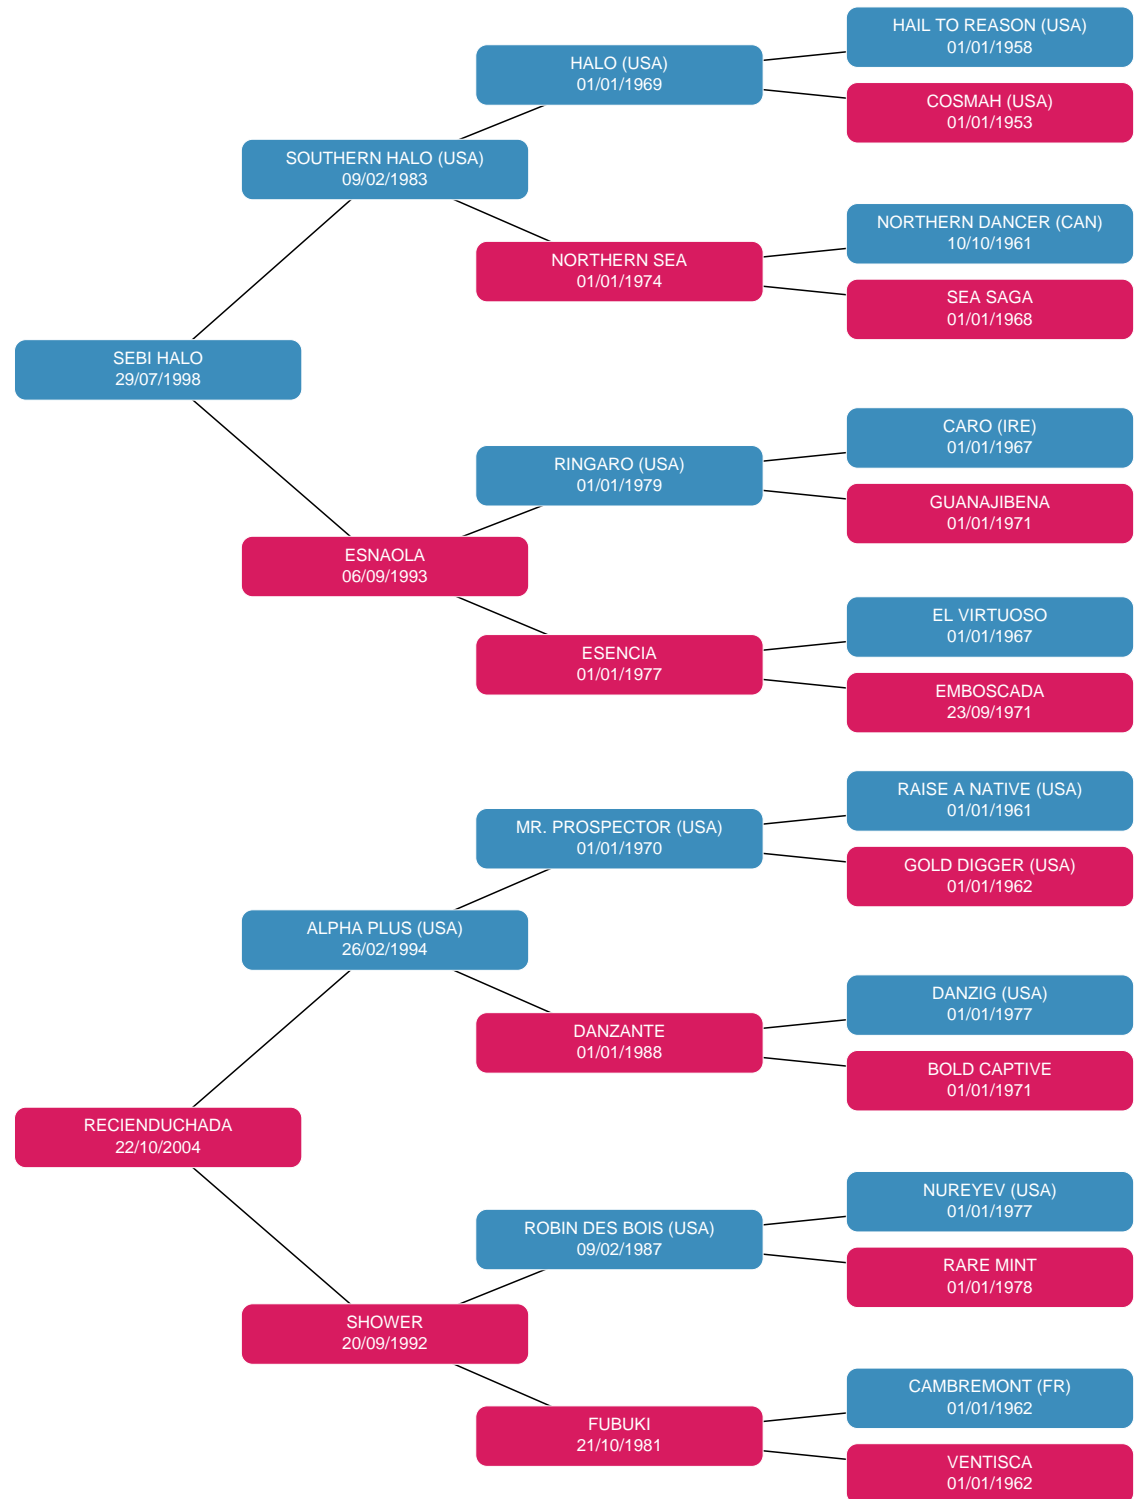 HAIL TO REASON (USA)
01/01/1958
HALO (USA)
01/01/1969
COSMAH (USA)
01/01/1953
SOUTHERN HALO (USA)
09/02/1983
NORTHERN DANCER (CAN)
10/10/1961
NORTHERN SEA
01/01/1974
SEA SAGA
01/01/1968
SEBI HALO
29/07/1998
CARO (IRE)
01/01/1967
RINGARO (USA)
01/01/1979
GUANAJIBENA
01/01/1971
ESNAOLA
06/09/1993
EL VIRTUOSO
01/01/1967
ESENCIA
01/01/1977
EMBOSCADA
23/09/1971
RAISE A NATIVE (USA)
01/01/1961
MR. PROSPECTOR (USA)
01/01/1970
GOLD DIGGER (USA)
01/01/1962
ALPHA PLUS (USA)
26/02/1994
DANZIG (USA)
01/01/1977
DANZANTE
01/01/1988
BOLD CAPTIVE
01/01/1971
RECIENDUCHADA
22/10/2004
NUREYEV (USA)
01/01/1977
ROBIN DES BOIS (USA)
09/02/1987
RARE MINT
01/01/1978
SHOWER
20/09/1992
CAMBREMONT (FR)
01/01/1962
FUBUKI
21/10/1981
VENTISCA
01/01/1962